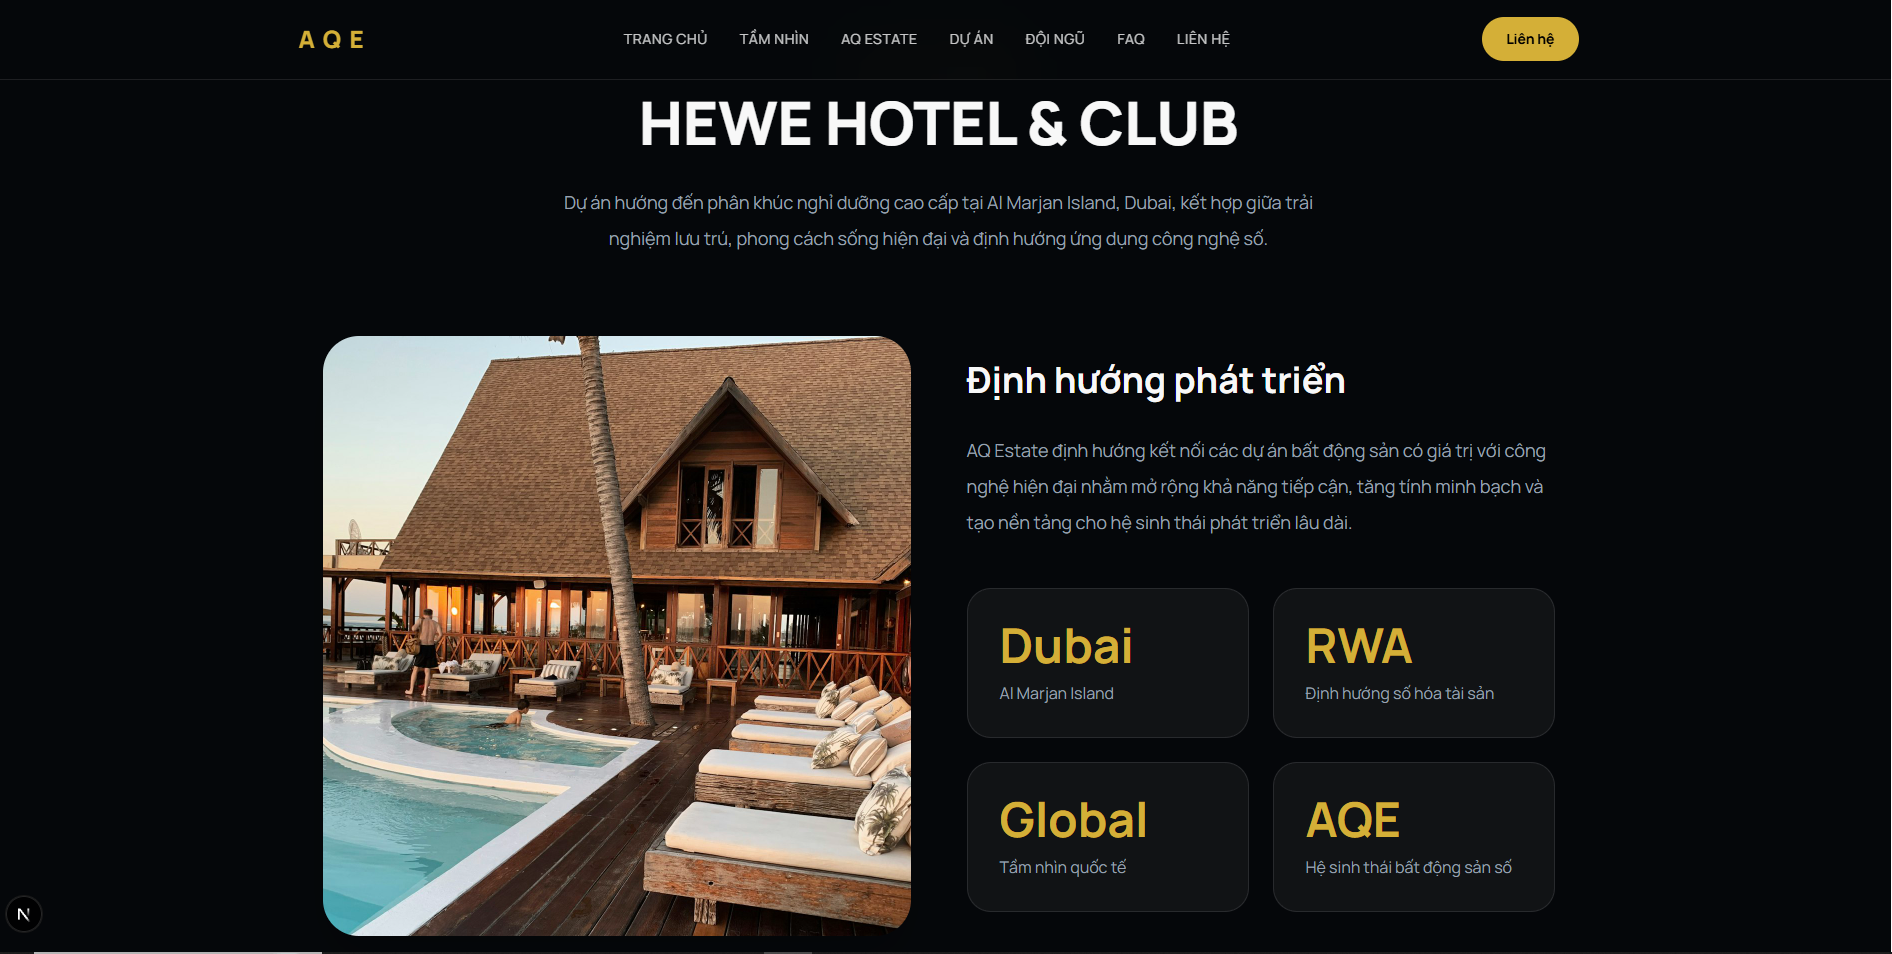 AQE
TRANG CHỦ
TẦM NHÌN
AQ ESTATE
DỰ ÁN
ĐỘI NGŨ
FAQ
LIÊN HỆ
Liên hệ
HEWE HOTEL & CLUB
Dự án hướng đến phân khúc nghỉ dưỡng cao cấp tại Al Marjan Island, Dubai, kết hợp giữa trải
nghiệm lưu trú, phong cách sống hiện đại và định hướng ứng dụng công nghệ số.
Định hướng phát triển
AQ Estate định hướng kết nối các dự án bất động sản có giá trị với công
nghệ hiện đại nhằm mở rộng khả năng tiếp cận, tăng tính minh bạch và
tạo nền tảng cho hệ sinh thái phát triển lâu dài.
Dubai
Al Marjan Island
RWA
Định hướng số hóa tài sản
Global
Tầm nhìn quốc tế
AQE
Hệ sinh thái bất động sản số
N